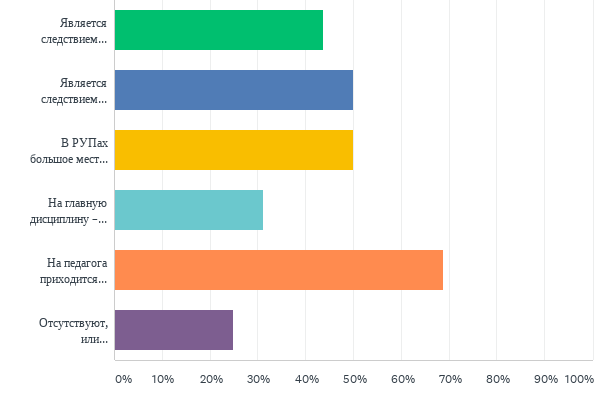 Является
следствием...
Является
следствием...
В РУПах
большое мест...
На главную
дисциплину –...
На педагога
приходится...
Отсутствуют,
или...
0% 10% 20% 30% 40% 50% 60% 70% 80% 90% 100%